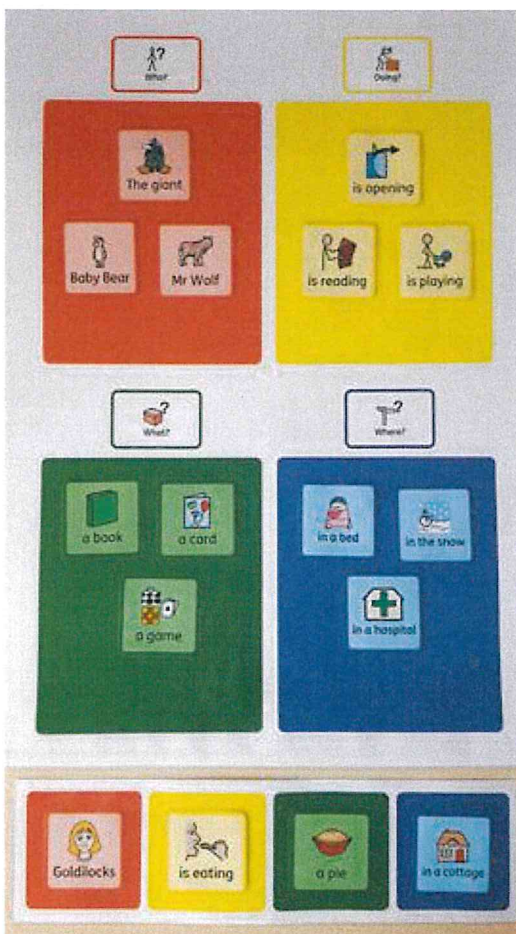 Who?
Doing?
The giant
Baby Bear
Mr Wolf
is opening
is reading
is playing
What?
Where?
a book
a card
a game
in a bed
in the snow
in a hospital
Goldilocks
is eating
a pie
in a cottage